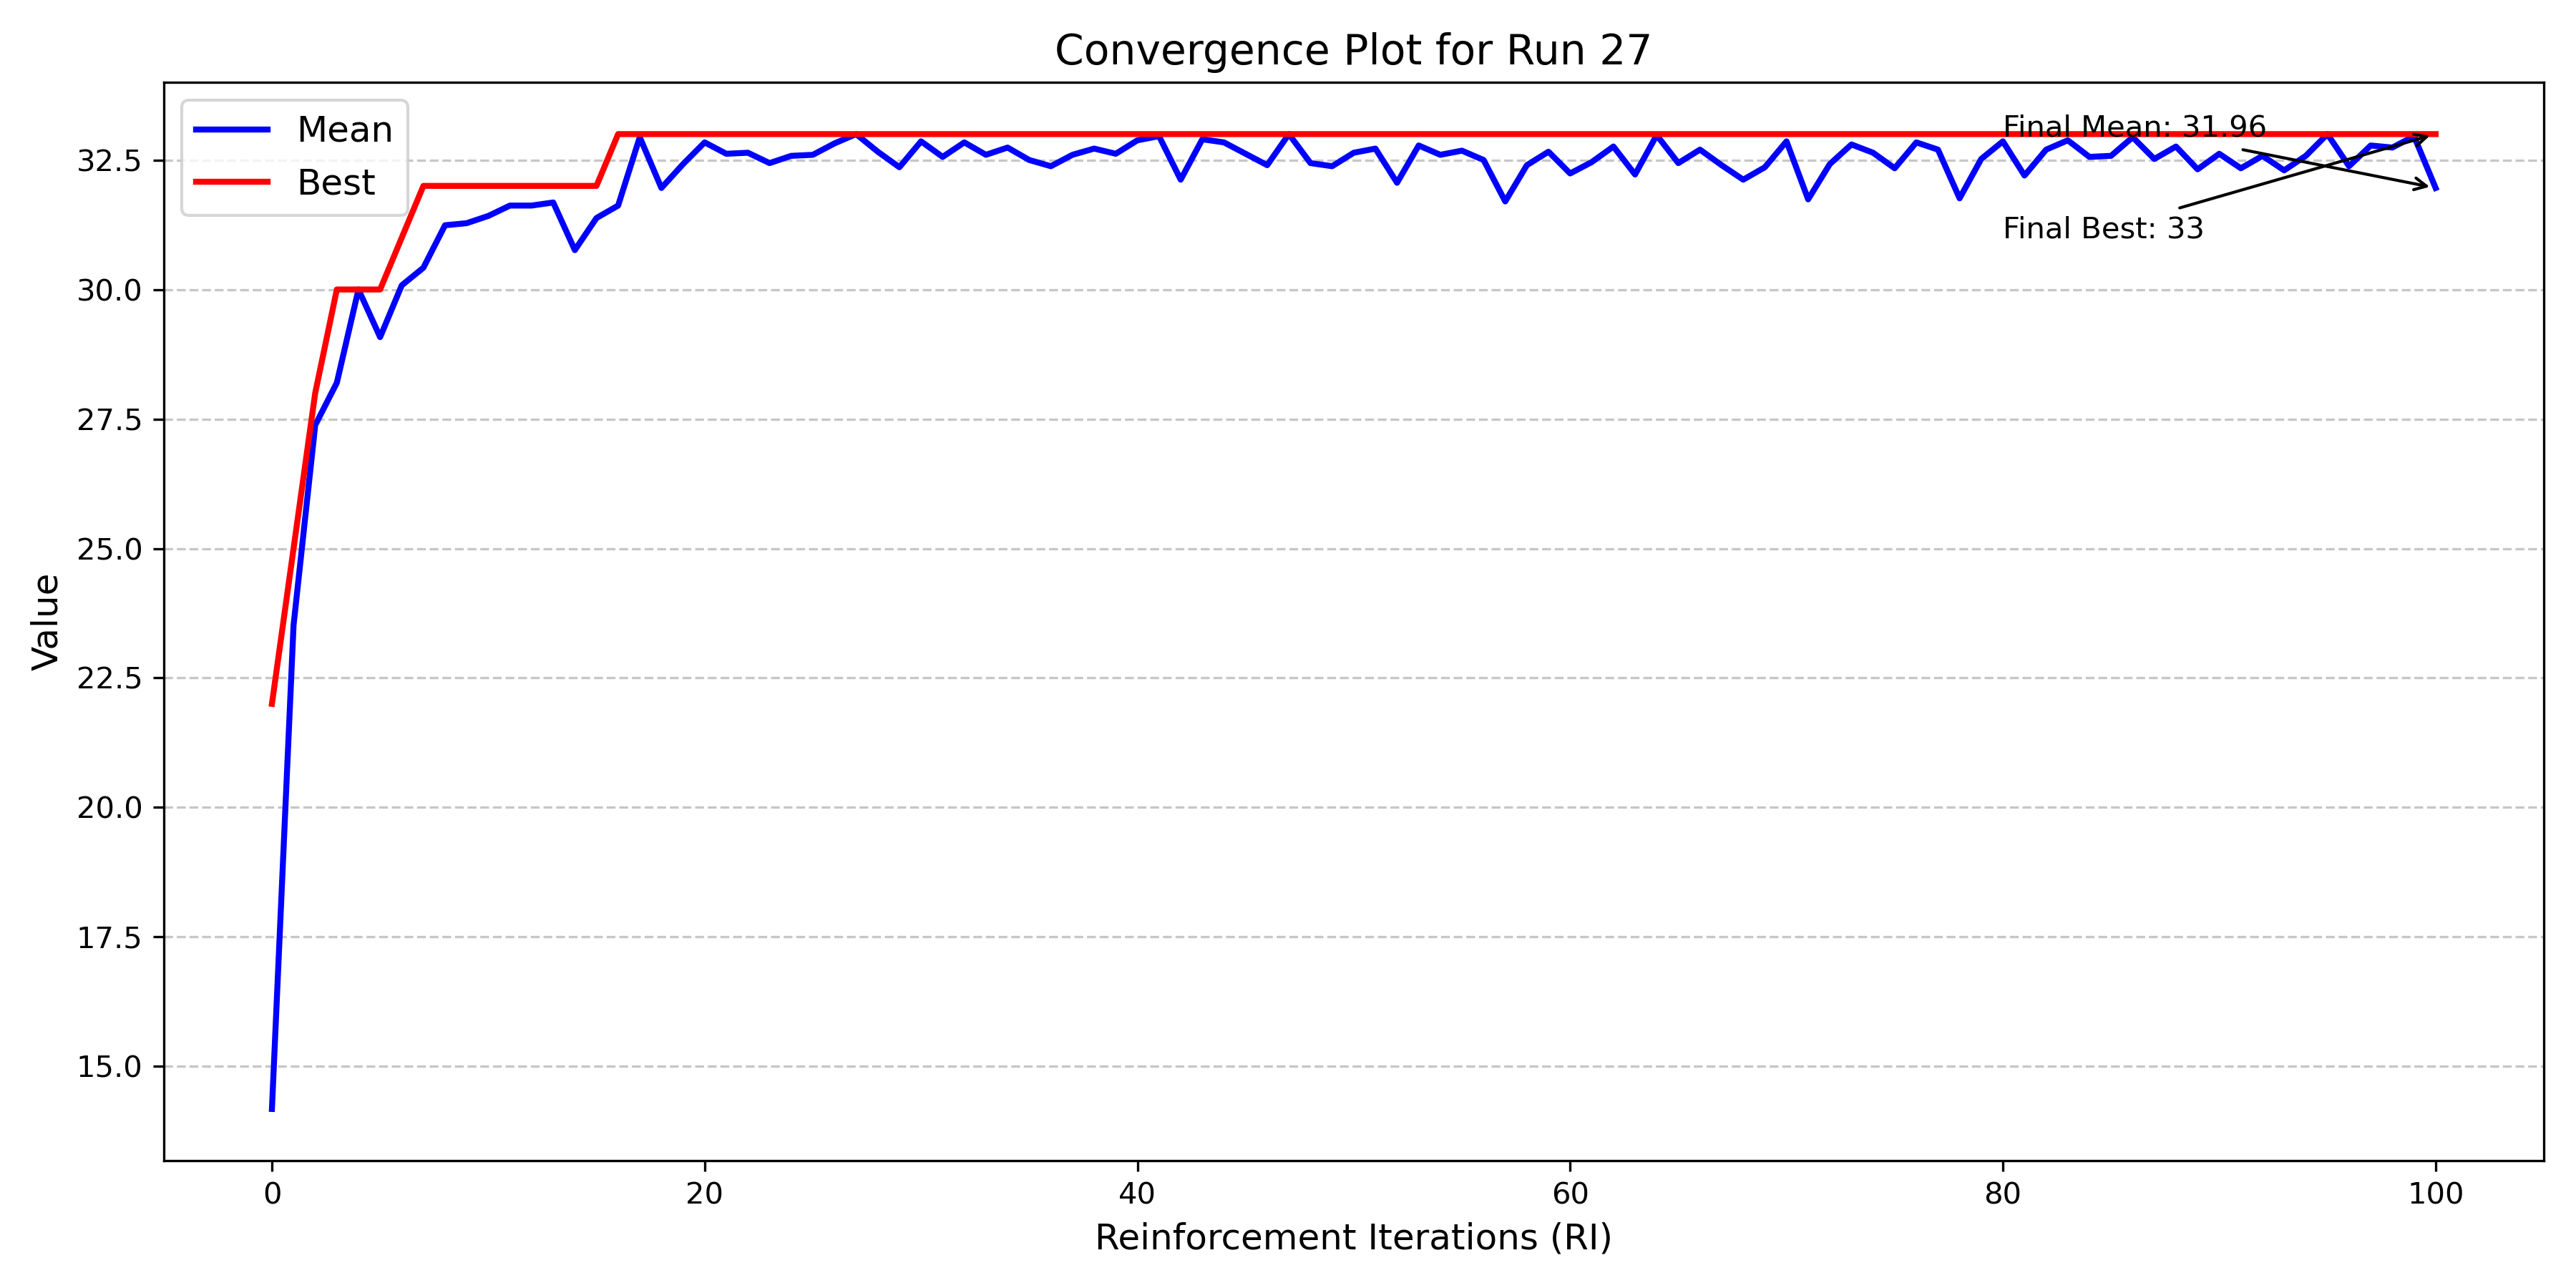 Convergence Plot for Run 27
Mean
Best
Final Mean: 31.96
Final Best: 33
Value
32.5
30.0
27.5
25.0
22.5
20.0
17.5
15.0
0 20 40 60 80 100
Reinforcement Iterations (RI)